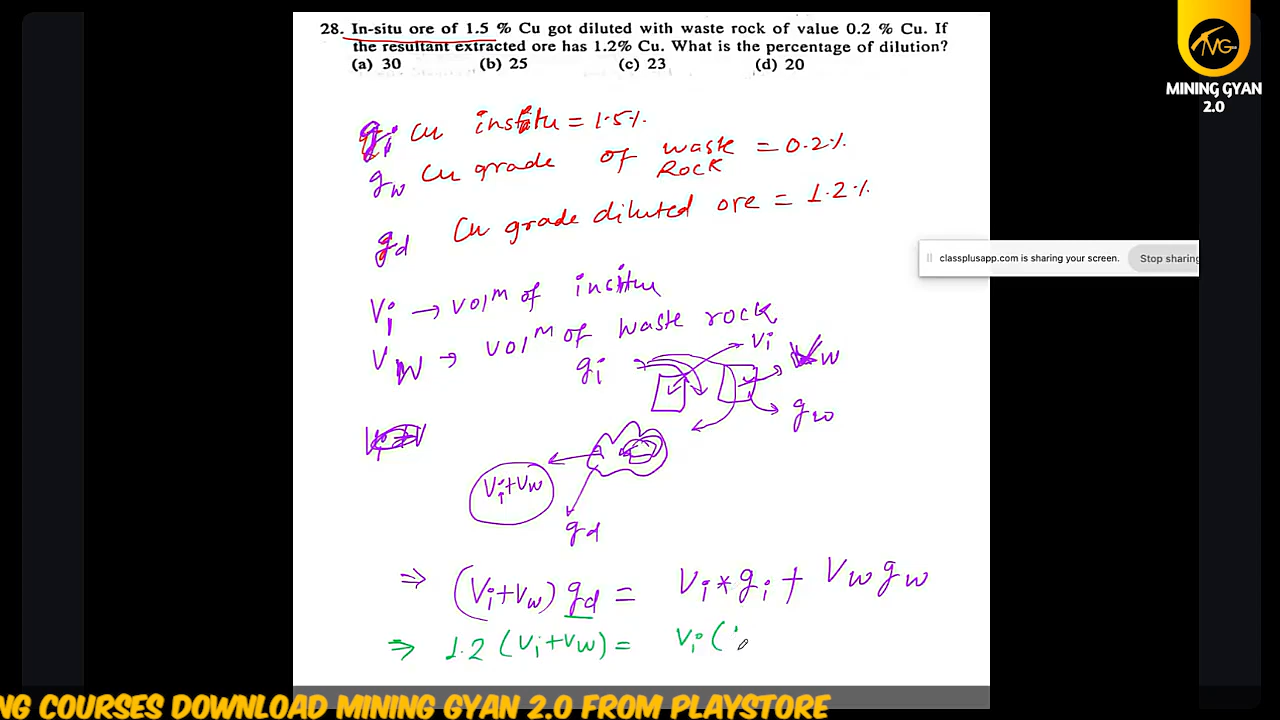 28. In-situ ore of 1.5 % Cu got diluted with waste rock of value 0.2 % Cu. If
the resultant extracted ore has 1.2% Cu. What is the percentage of dilution?
(a) 30 (b) 25 (c) 23 (d) 20
TVG
MINING GYAN
2.0
gi Cu insitu = 1.5%
gw Cu grade of waste Rock = 0.2%
gd Cu grade diluted ore = 1.2%
classplusapp.com is sharing your screen. Stop sharing
Vi → volm of insitu
Vw → volm of waste rock
gi Vi Vw
gw
Vi+Vw
gd
⇒ (Vi+Vw) gd = Vi*gi + Vwgw
⇒ 1.2 (Vi+Vw) = Vi (
NG COURSES DOWNLOAD MINING GYAN 2.0 FROM PLAYSTORE